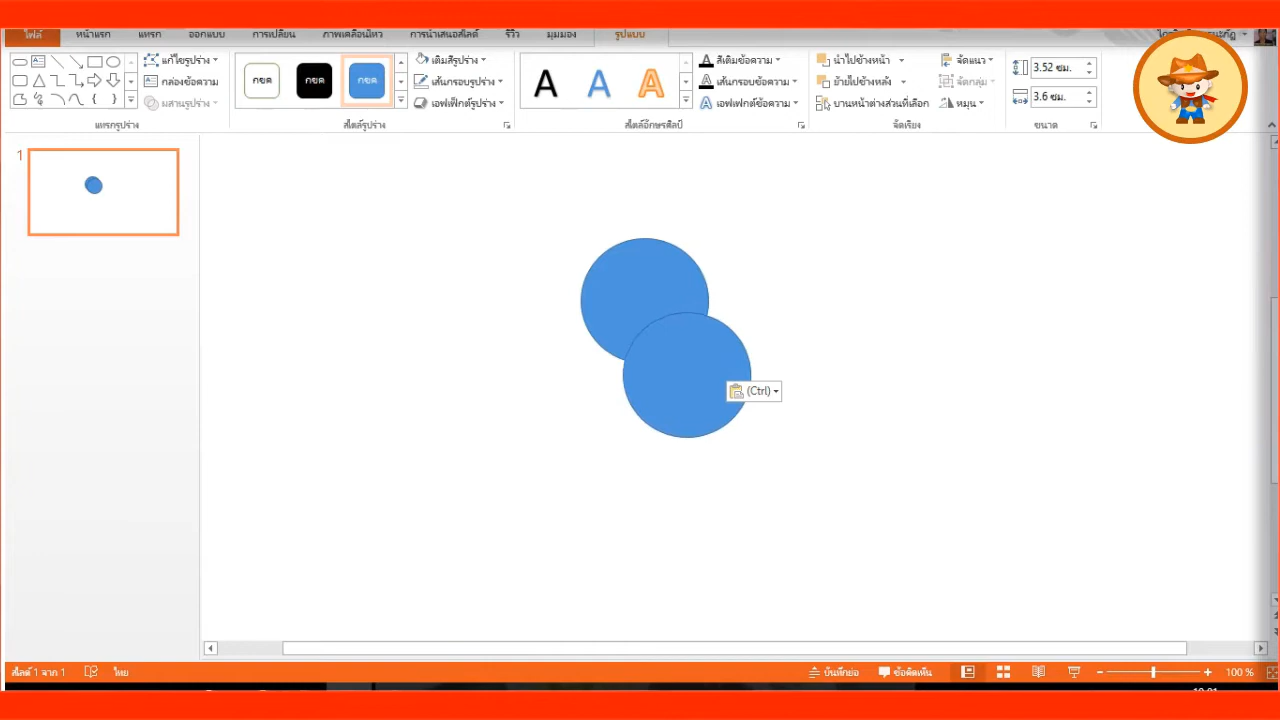 ไฟล์ หน้าแรก แทรก ออกแบบ การเปลี่ยน ภาพเคลื่อนไหว การนำเสนอสไลด์ รีวิว มุมมอง รูปแบบ
แก้ไขรูปร่าง
กล่องข้อความ
ผสานรูปร่าง
แทรกรูปร่าง
กขค กขค กขค
เติมสีรูปร่าง
เส้นกรอบรูปร่าง
เอฟเฟ็กต์รูปร่าง
สไตล์รูปร่าง
A A A
สีเติมข้อความ
เส้นกรอบข้อความ
เอฟเฟกต์ข้อความ
สไตล์อักษรศิลป์
นำไปข้างหน้า
ย้ายไปข้างหลัง
บานหน้าต่างส่วนที่เลือก
จัดแนว
จัดกลุ่ม
หมุน
จัดเรียง
3.52 ซม.
3.6 ซม.
ขนาด
1
(Ctrl)
สไลด์ 1 จาก 1 ไทย บันทึกย่อ ข้อคิดเห็น 100 %